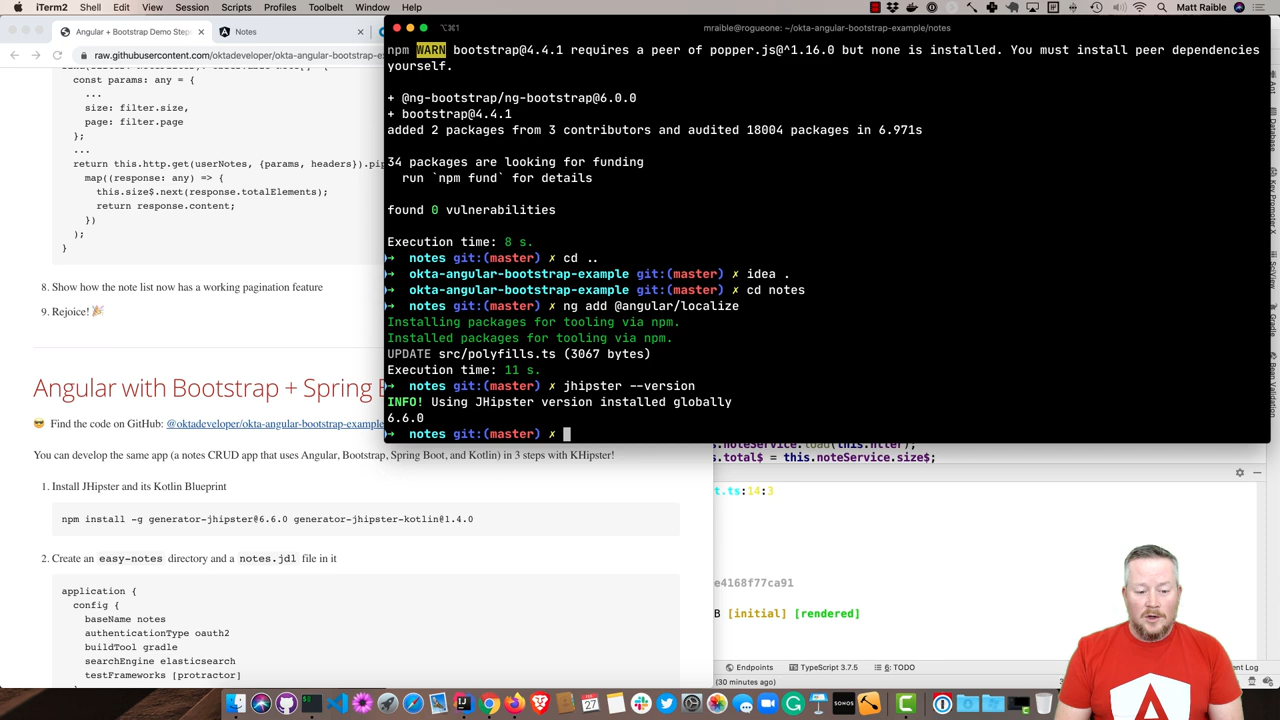 iTerm2 Shell Edit View Session Scripts Profiles Toolbelt Window Help
Matt Raible
Angular + Bootstrap Demo Step
Notes
raw.githubusercontent.com/oktadeveloper/okta-angular-bootstrap-e
const params: any = {
...
size: filter.size,
page: filter.page
};
...
return this.http.get(userNotes, {params, headers}).pip
map((response: any) => {
this.size$.next(response.totalElements);
return response.content;
})
);
}
8. Show how the note list now has a working pagination feature
9. Rejoice! 🎉
Angular with Bootstrap + Spring B
😎 Find the code on GitHub: @oktadeveloper/okta-angular-bootstrap-example
You can develop the same app (a notes CRUD app that uses Angular, Bootstrap, Spring Boot, and Kotlin) in 3 steps with KHipster!
1. Install JHipster and its Kotlin Blueprint
npm install -g generator-jhipster@6.6.0 generator-jhipster-kotlin@1.4.0
2. Create an easy-notes directory and a notes.jdl file in it
application {
config {
baseName notes
authenticationType oauth2
buildTool gradle
searchEngine elasticsearch
testFrameworks [protractor]
⌥⌘1
mraible@rogueone: ~/okta-angular-bootstrap-example/notes
npm WARN bootstrap@4.4.1 requires a peer of popper.js@^1.16.0 but none is installed. You must install peer dependencies
yourself.
+ @ng-bootstrap/ng-bootstrap@6.0.0
+ bootstrap@4.4.1
added 2 packages from 3 contributors and audited 18004 packages in 6.971s
34 packages are looking for funding
run `npm fund` for details
found 0 vulnerabilities
Execution time: 8 s.
➜ notes git:(master) ✗ cd ..
➜ okta-angular-bootstrap-example git:(master) ✗ idea .
➜ okta-angular-bootstrap-example git:(master) ✗ cd notes
➜ notes git:(master) ✗ ng add @angular/localize
Installing packages for tooling via npm.
Installed packages for tooling via npm.
UPDATE src/polyfills.ts (3067 bytes)
Execution time: 11 s.
➜ notes git:(master) ✗ jhipster --version
INFO! Using JHipster version installed globally
6.6.0
➜ notes git:(master) ✗
s.total$ = this.noteService.size$;
t.ts:14:3
e4168f77ca91
B [initial] [rendered]
Endpoints
TypeScript 3.7.5
6: TODO
nt Log
(30 minutes ago)
Ant
Database
Key Promoter X
SciView
Bean Validation